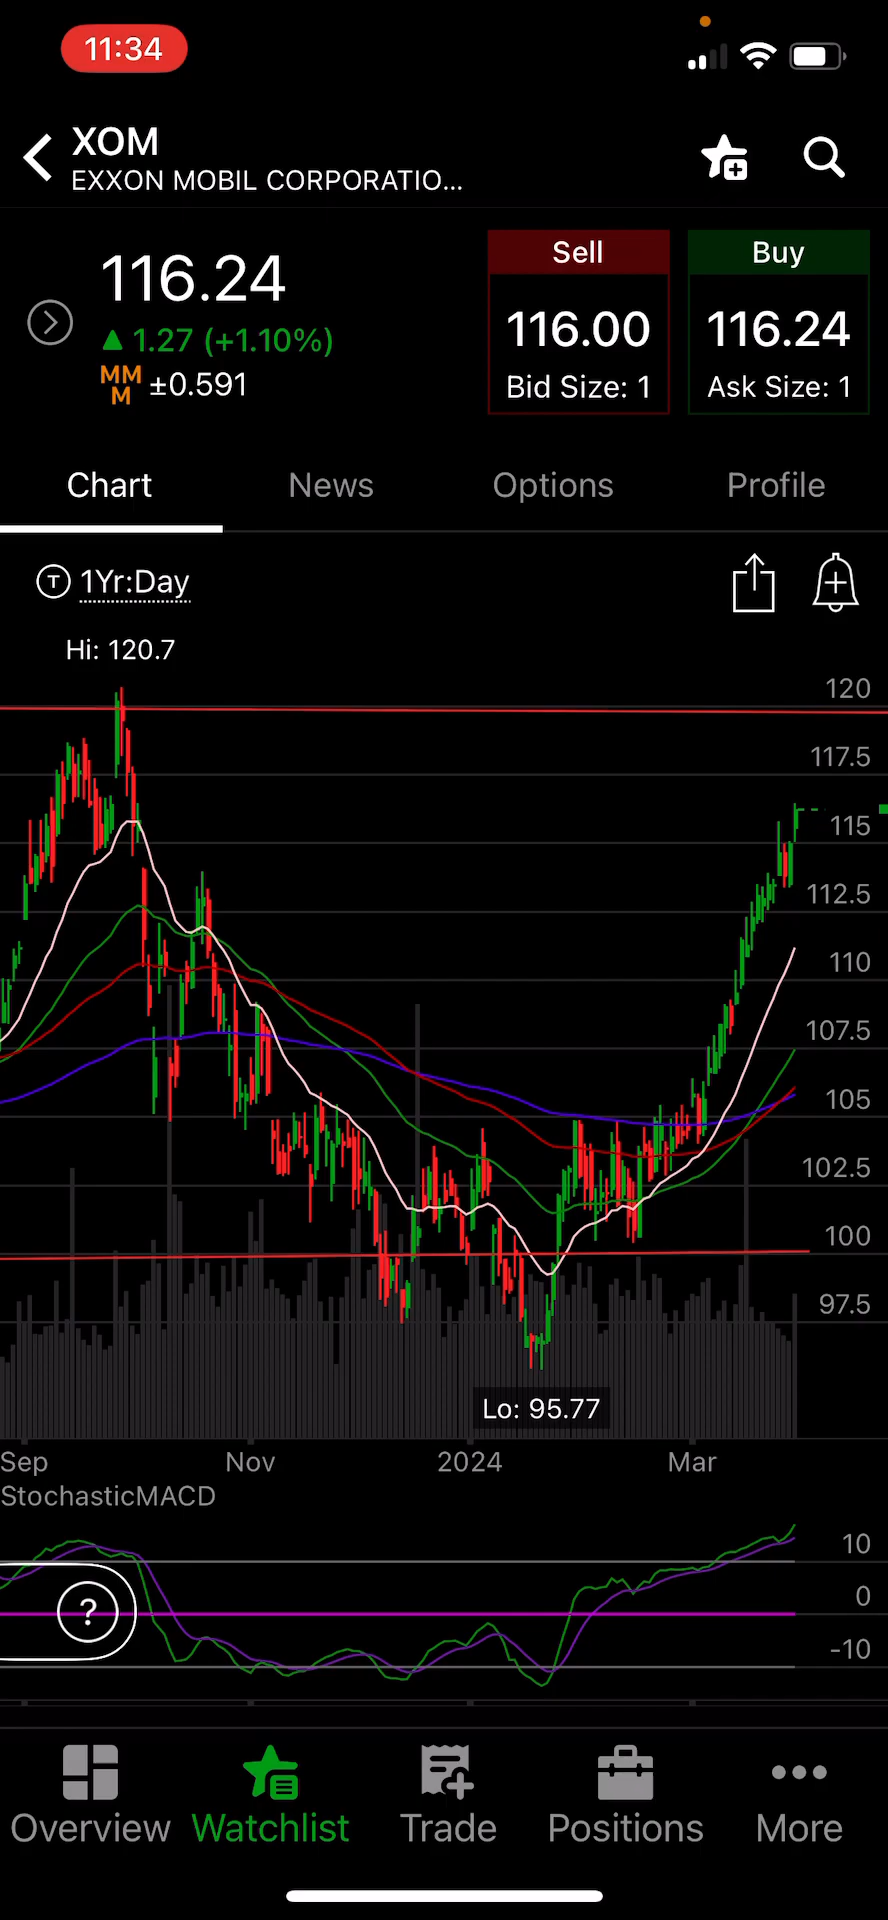 11:34
XOM
EXXON MOBIL CORPORATIO...
116.24
1.27 (+1.10%)
MM
M
±0.591
Sell
116.00
Bid Size: 1
Buy
116.24
Ask Size: 1
Chart
News
Options
Profile
T
1Yr:Day
Hi: 120.7
120
117.5
115
112.5
110
107.5
105
102.5
100
97.5
Lo: 95.77
Sep
Nov
2024
Mar
StochasticMACD
10
0
-10
?
Overview
Watchlist
Trade
Positions
More